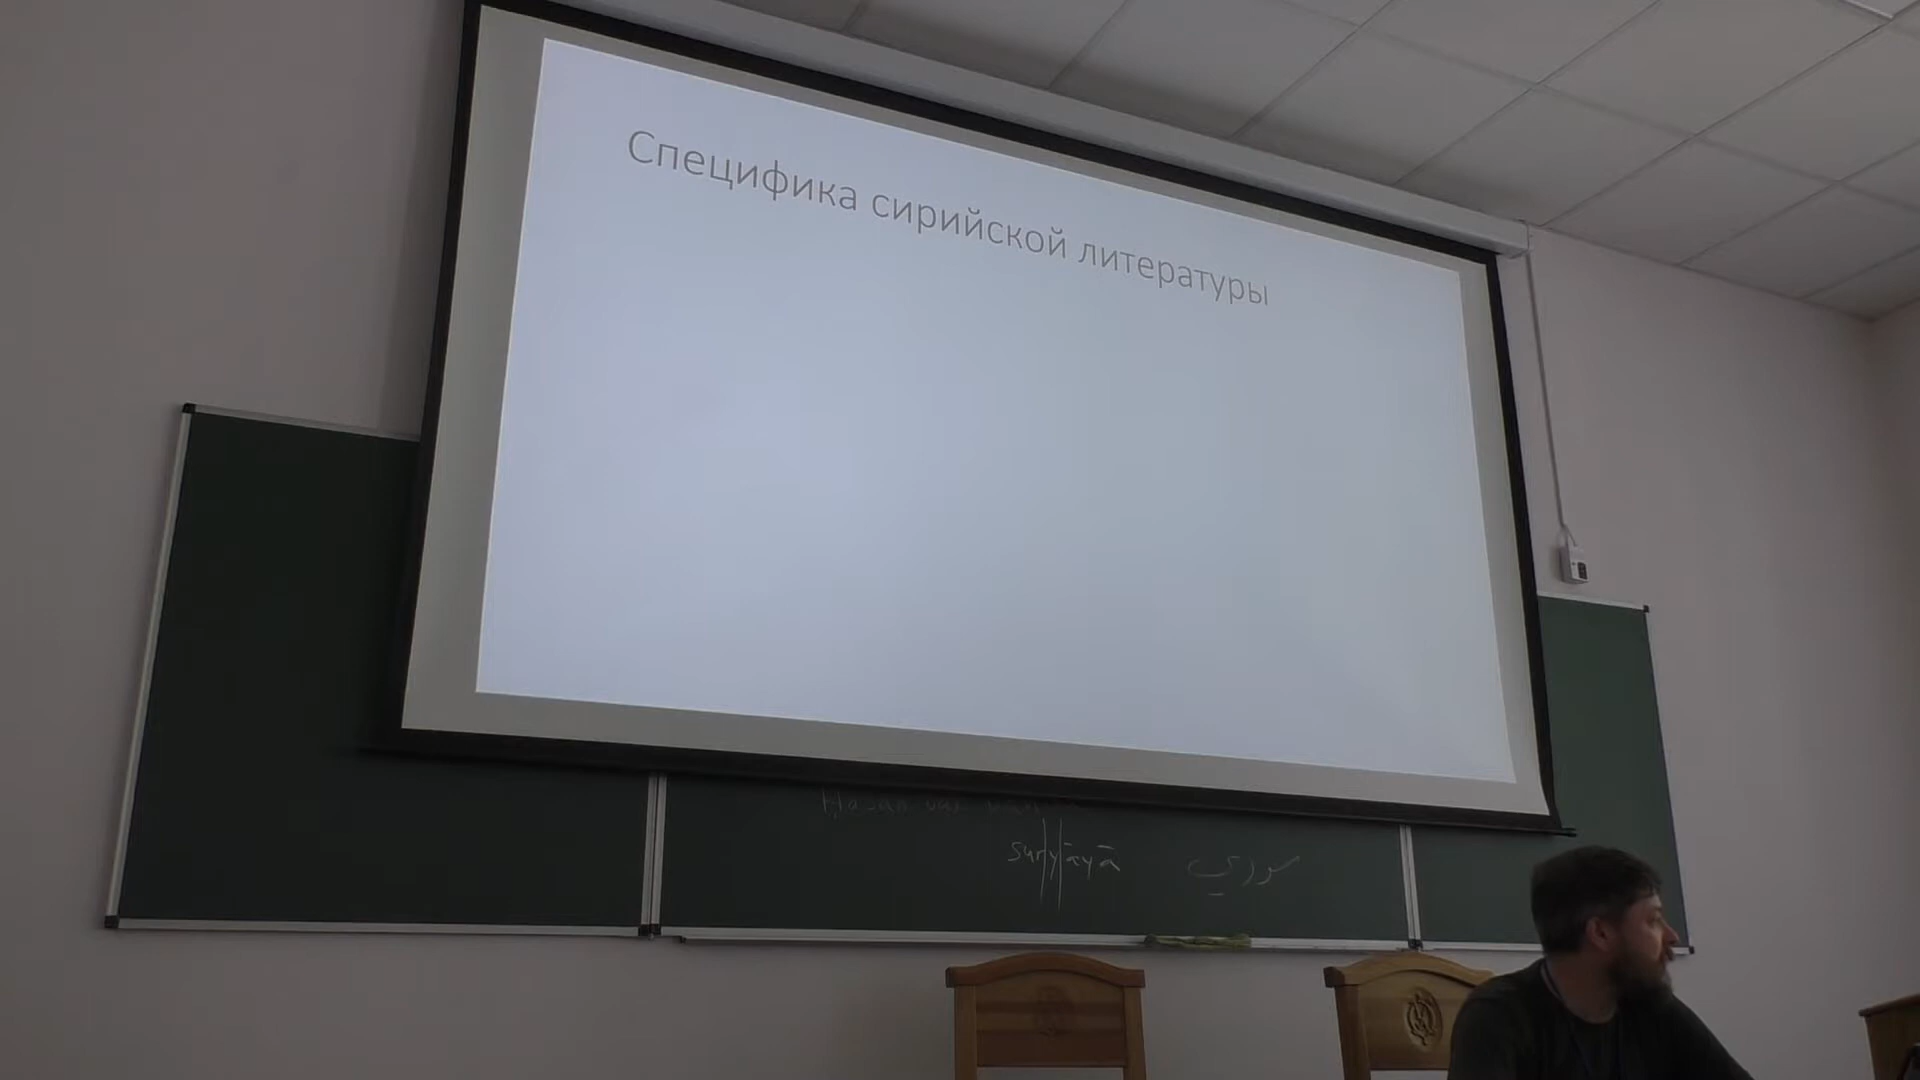 Специфика сирийской литературы
suryāyā
سوري